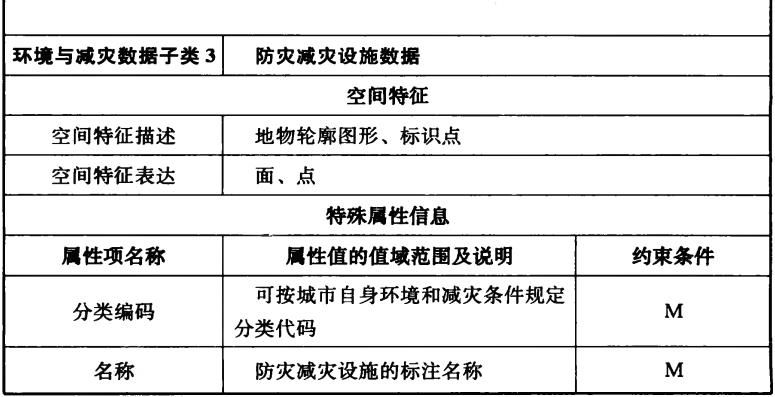 环境与减灾数据子类 3 防灾减灾设施数据
空间特征
空间特征描述 地物轮廓图形、标识点
空间特征表达 面、点
特殊属性信息
属性项名称 属性值的值域范围及说明 约束条件
分类编码 可按城市自身环境和减灾条件规定
分类代码 M
名称 防灾减灾设施的标注名称 M